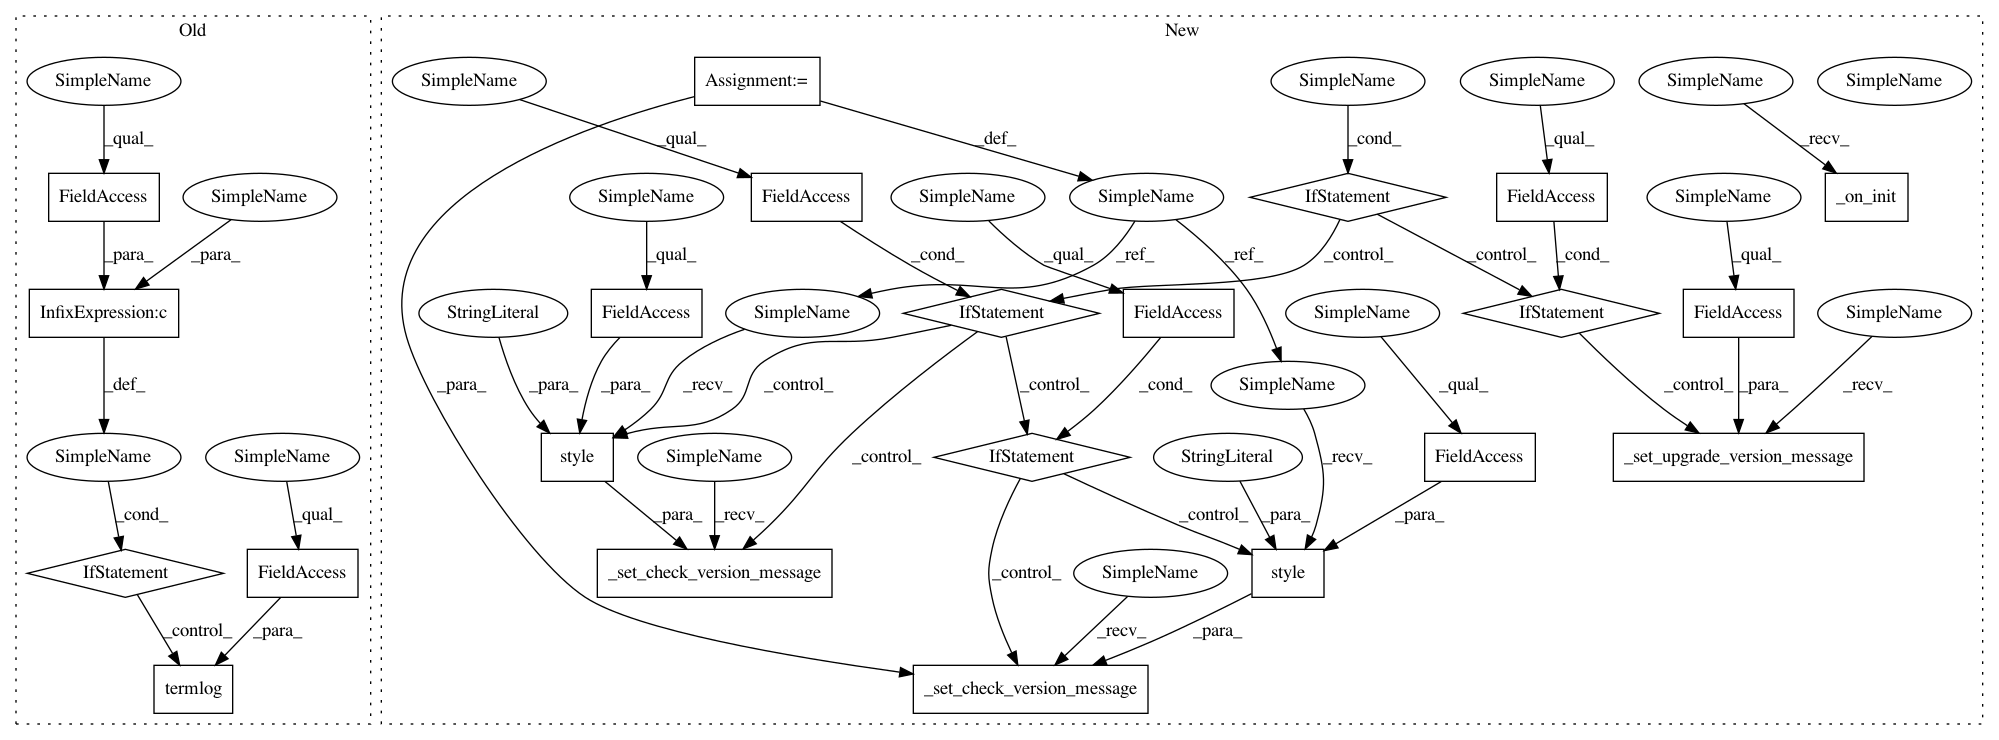 Old
New
SimpleName
SimpleName
Assignment:=
SimpleName
SimpleName
SimpleName
SimpleName
_qual_
_qual_
_def_
_cond_
_qual_
_recv_
FieldAccess
SimpleName
SimpleName
FieldAccess
SimpleName
SimpleName
IfStatement
FieldAccess
SimpleName
_on_init
_para_
_para_
_qual_
_cond_
_qual_
_ref_
_ref_
_control_
_control_
_cond_
_qual_
InfixExpression:c
StringLiteral
FieldAccess
SimpleName
IfStatement
FieldAccess
SimpleName
IfStatement
FieldAccess
SimpleName
_def_
_para_
_para_
_para_
_recv_
_control_
_control_
_cond_
SimpleName
_qual_
_control_
_para_
_recv_
SimpleName
SimpleName
style
SimpleName
_control_
IfStatement
StringLiteral
_recv_
FieldAccess
_set_upgrade_version_message
_cond_
_qual_
_para_
_recv_
_control_
_para_
_para_
IfStatement
FieldAccess
_set_check_version_message
_control_
SimpleName
style
_control_
_para_
_recv_
_para_
termlog
_set_check_version_message